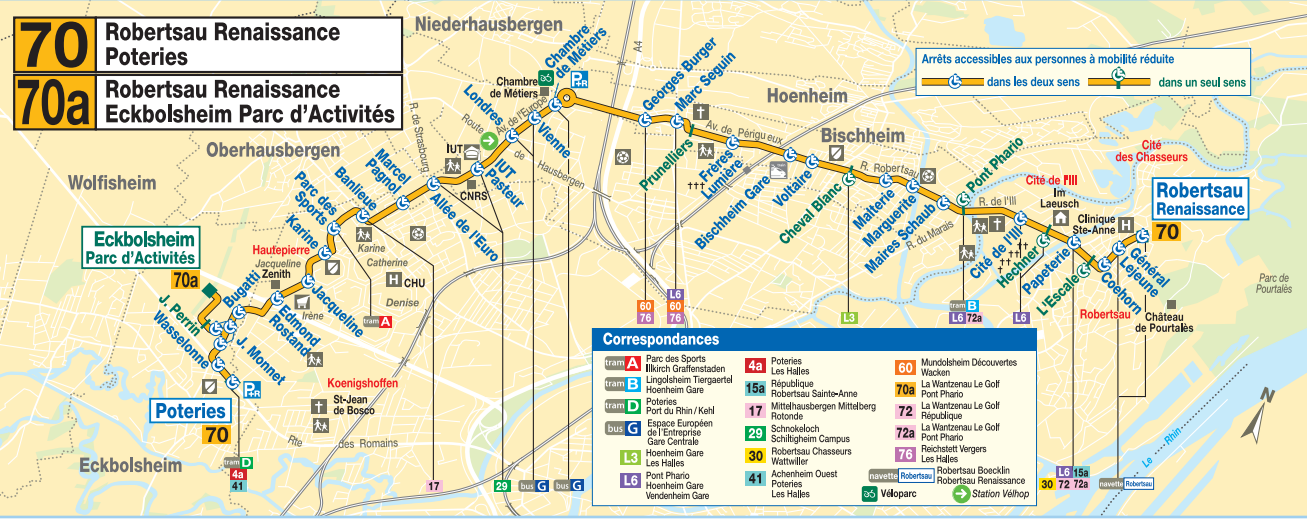 70
Robertsau Renaissance
Poteries
70a
Robertsau Renaissance
Eckbolsheim Parc d'Activités
Niederhausbergen
Chambre
de Métiers
P+R
Chambre
de Métiers
A4
Georges Burger
Marc Seguin
Hoenheim
Arrêts accessibles aux personnes à mobilité réduite
dans les deux sens
dans un seul sens
Oberhausbergen
R. de Strasbourg
Route
de
Hausbergen
Av. de l'Europe
Londres
Vienne
IUT
IUT
Pasteur
CNRS
Av. de Périgueux
Bischheim
Prunelliers
Frères
Lumière
Bischheim Gare
Voltaire
Cheval Blanc
R. Robertsau
Malterie
Marguerite
Maires Schaub
R. du Marais
Pont Phario
R. de l'Ill
Cité
des Chasseurs
Cité de l'Ill
Im
Laeusch
Cité de l'Ill
Hechner
Papeterie
Clinique
Ste-Anne
H
L'Escale
Coehorn
Général
Lejeune
Robertsau
Renaissance
70
Robertsau
Château
de Pourtalès
Parc de
Pourtalès
Wolfisheim
Marcel
Pagnol
Banlieue
Parc des
Sports
Karine
Allée de l'Euro
Hautepierre
Jacqueline
Zenith
Karine
Catherine
H CHU
Denise
Irène
Eckbolsheim
Parc d'Activités
70a
J. Perrin
Wasselonne
Bugatti
J. Monnet
Edmond
Rostand
Jacqueline
tram A
P+R
Poteries
70
Koenigshoffen
St-Jean
de Bosco
Rte des Romains
Eckbolsheim
tram D
4a
41
17
29
bus G
bus G
60
76
L6
60
76
L3
tram B
L6 72a
L6
L6 15a
30 72 72a
navette Robertsau
Le Rhin
N
Correspondances
tram A Parc des Sports
Illkirch Graffenstaden
tram B Lingolsheim Tiergaertel
Hoenheim Gare
tram D Poteries
Port du Rhin / Kehl
bus G Espace Européen
de l'Entreprise
Gare Centrale
L3 Hoenheim Gare
Les Halles
L6 Pont Phario
Hoenheim Gare
Vendenheim Gare
4a Poteries
Les Halles
15a République
Robertsau Sainte-Anne
17 Mittelhausbergen Mittelberg
Rotonde
29 Schnokeloch
Schiltigheim Campus
30 Robertsau Chasseurs
Wattwiller
41 Achenheim Ouest
Poteries
Les Halles
60 Mundolsheim Découvertes
Wacken
70a La Wantzenau Le Golf
Pont Phario
72 La Wantzenau Le Golf
République
72a La Wantzenau Le Golf
Pont Phario
76 Reichstett Vergers
Les Halles
navette Robertsau Robertsau Boecklin
Robertsau Renaissance
Véloparc
Station Vélhop